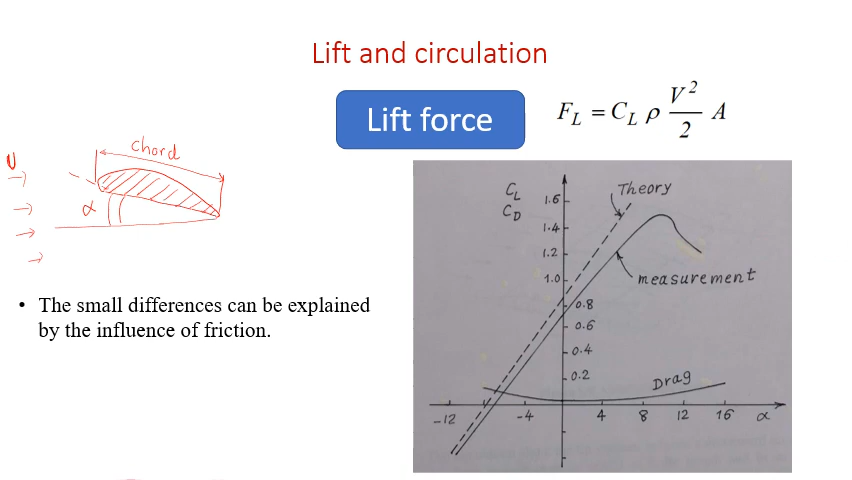 Lift and circulation
Lift force
F_L = C_L ρ V²/2 A
U
chord
α
• The small differences can be explained
by the influence of friction.
C_L
C_D
Theory
1.6
1.4
1.2
1.0
measurement
0.8
0.6
0.4
0.2
Drag
-12 -4 4 8 12 16 α